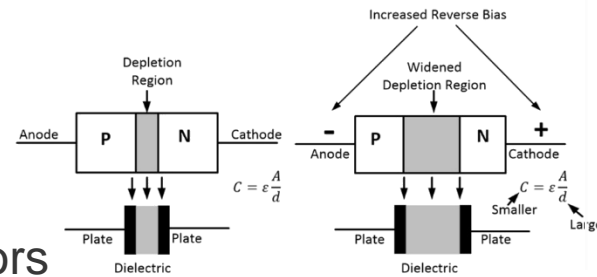 Increased Reverse Bias
Depletion
Region
Widened
Depletion Region
Anode
P
N
Cathode
-
P
N
+
Anode
Cathode
C = ε A/d
C = ε A/d
Smaller
Plate
Plate
Dielectric
Plate
Plate
Dielectric
ors